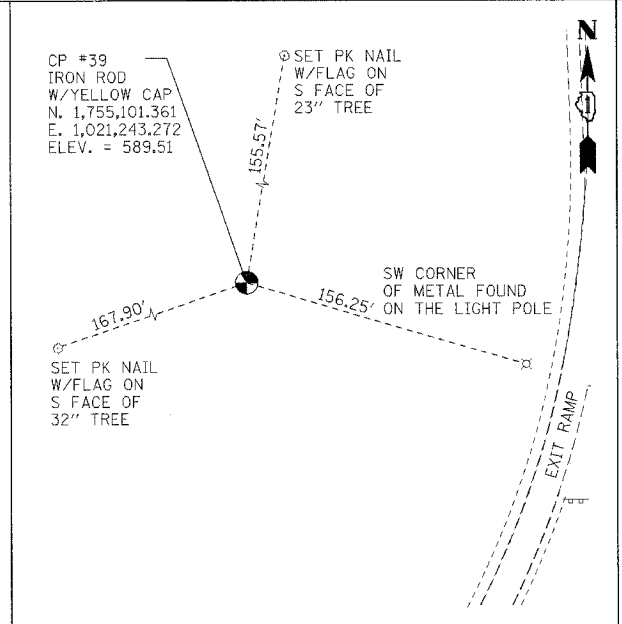 CP #39
IRON ROD
W/YELLOW CAP
N. 1,755,101.361
E. 1,021,243.272
ELEV. = 589.51
SET PK NAIL
W/FLAG ON
S FACE OF
23" TREE
N
155.57'
SW CORNER
OF METAL FOUND
ON THE LIGHT POLE
156.25'
167.90'
SET PK NAIL
W/FLAG ON
S FACE OF
32" TREE
EXIT RAMP